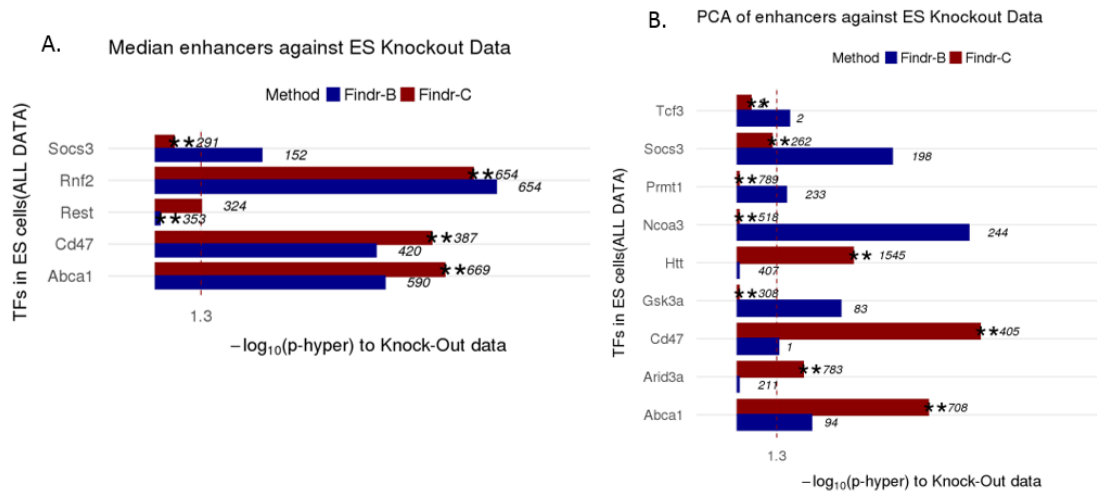 A.
Median enhancers against ES Knockout Data
Method Findr-B Findr-C
TFs in ES cells(ALL DATA)
Socs3
**291
152
Rnf2
**654
654
Rest
324
**353
Cd47
**387
420
Abca1
**669
590
1.3
−log10(p-hyper) to Knock-Out data
B.
PCA of enhancers against ES Knockout Data
Method Findr-B Findr-C
TFs in ES cells(ALL DATA)
Tcf3
**
2
Socs3
**262
198
Prmt1
**789
233
Ncoa3
**518
244
Htt
** 1545
407
Gsk3a
**308
83
Cd47
**405
1
Arid3a
**783
211
Abca1
**708
94
1.3
−log10(p-hyper) to Knock-Out data